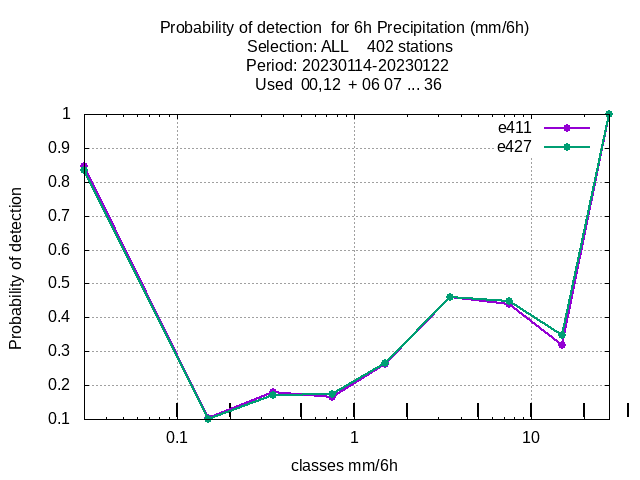 Probability of detection  for 6h Precipitation (mm/6h)
Selection: ALL    402 stations
Period: 20230114-20230122
Used  00,12  + 06 07 ... 36
1
e411
e427
0.9
0.8
0.7
0.6
0.5
0.4
0.3
0.2
0.1
Probability of detection
0.1
1
10
classes mm/6h